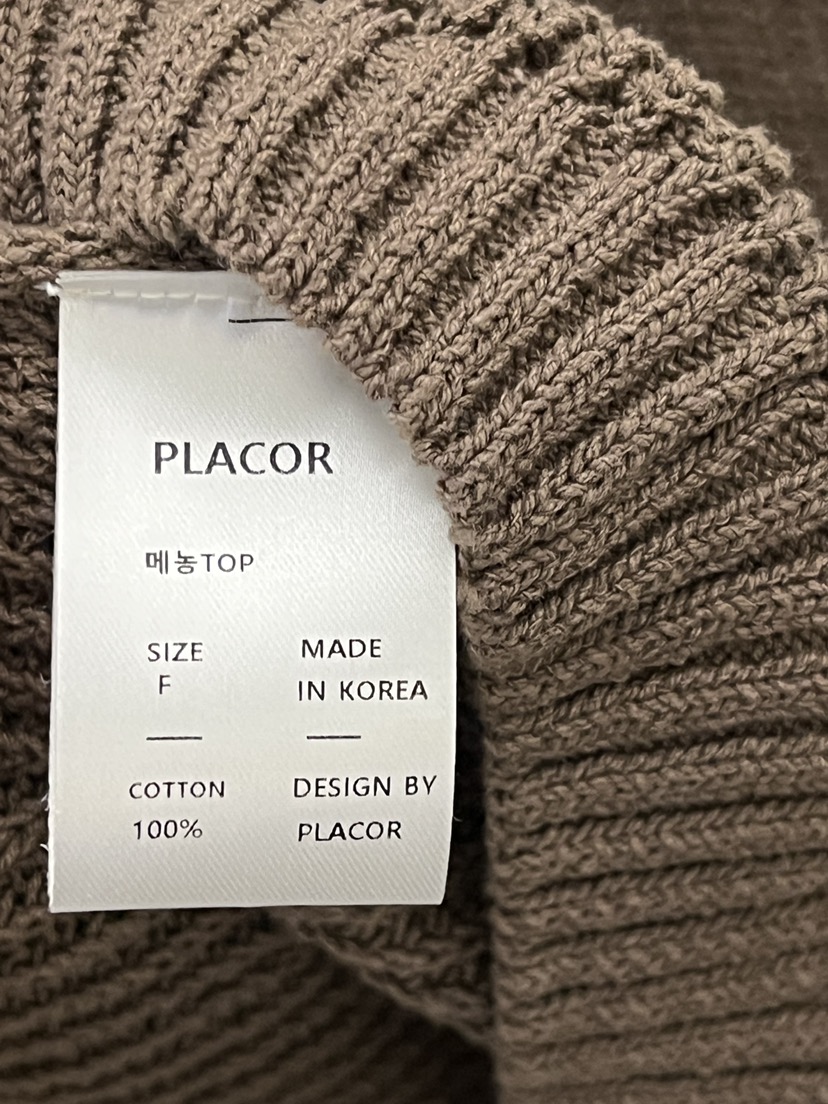 PLACOR
메농TOP
SIZE
F
MADE
IN KOREA
COTTON
100%
DESIGN BY
PLACOR